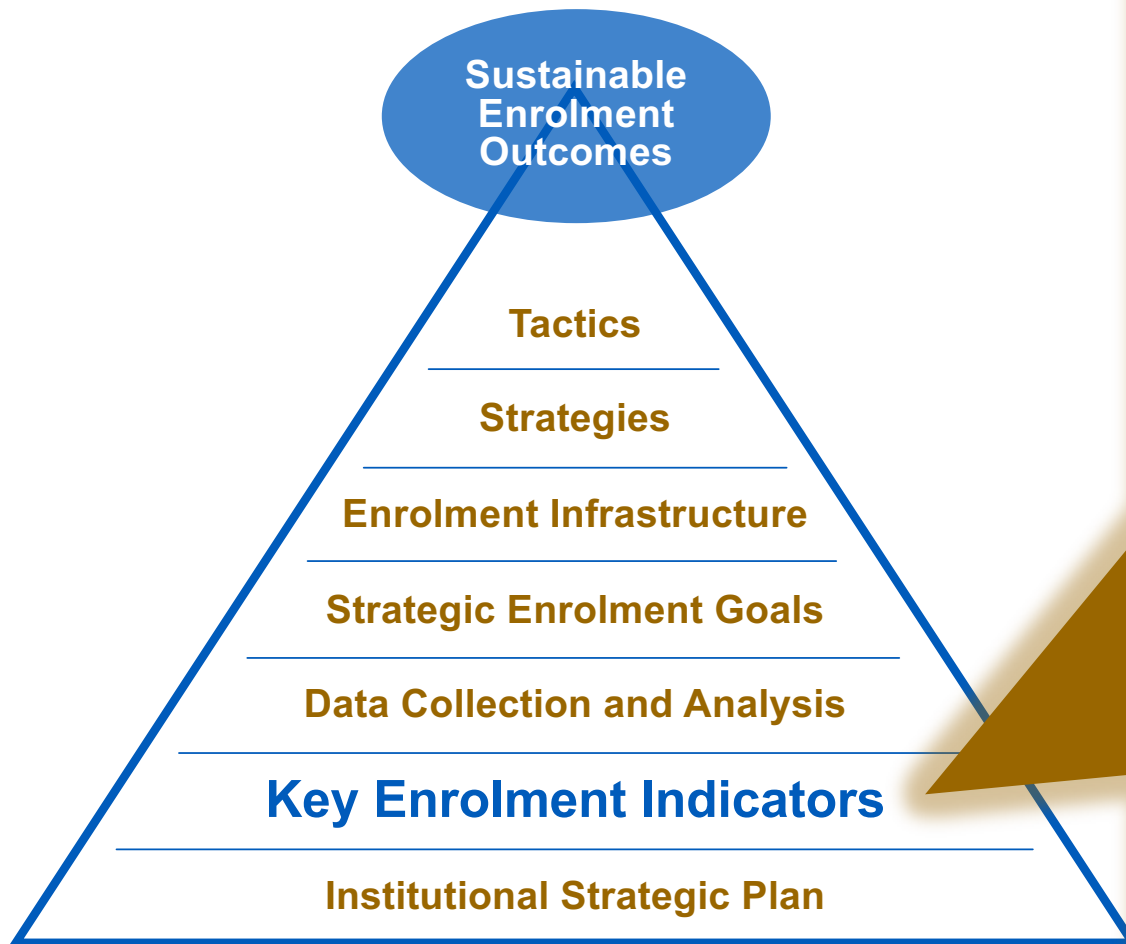 Sustainable
Enrolment
Outcomes
Tactics
Strategies
Enrolment Infrastructure
Strategic Enrolment Goals
Data Collection and Analysis
Key Enrolment Indicators
Institutional Strategic Plan